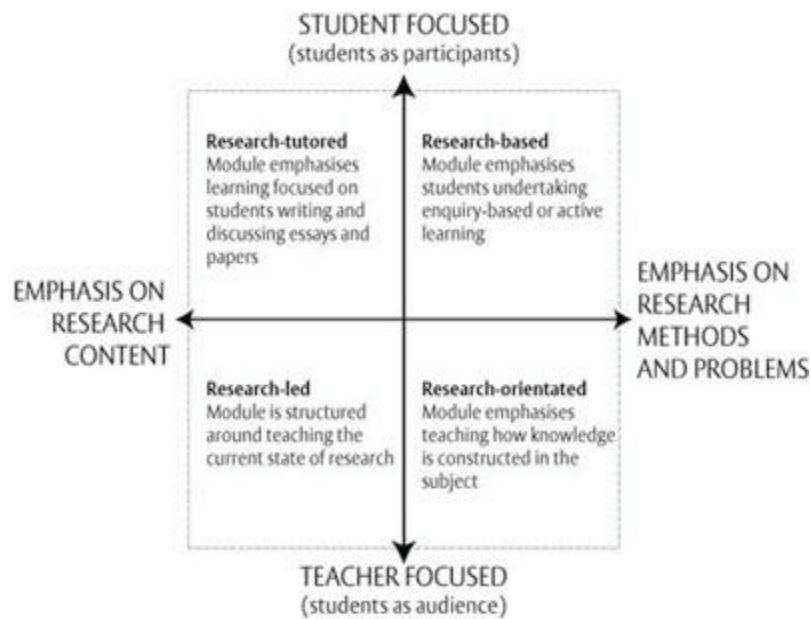 STUDENT FOCUSED
(students as participants)
Research-tutored
Module emphasises
learning focused on
students writing and
discussing essays and
papers
Research-based
Module emphasises
students undertaking
enquiry-based or active
learning
EMPHASIS ON
RESEARCH
CONTENT
EMPHASIS ON
RESEARCH
METHODS
AND PROBLEMS
Research-led
Module is structured
around teaching the
current state of research
Research-orientated
Module emphasises
teaching how knowledge
is constructed in the
subject
TEACHER FOCUSED
(students as audience)